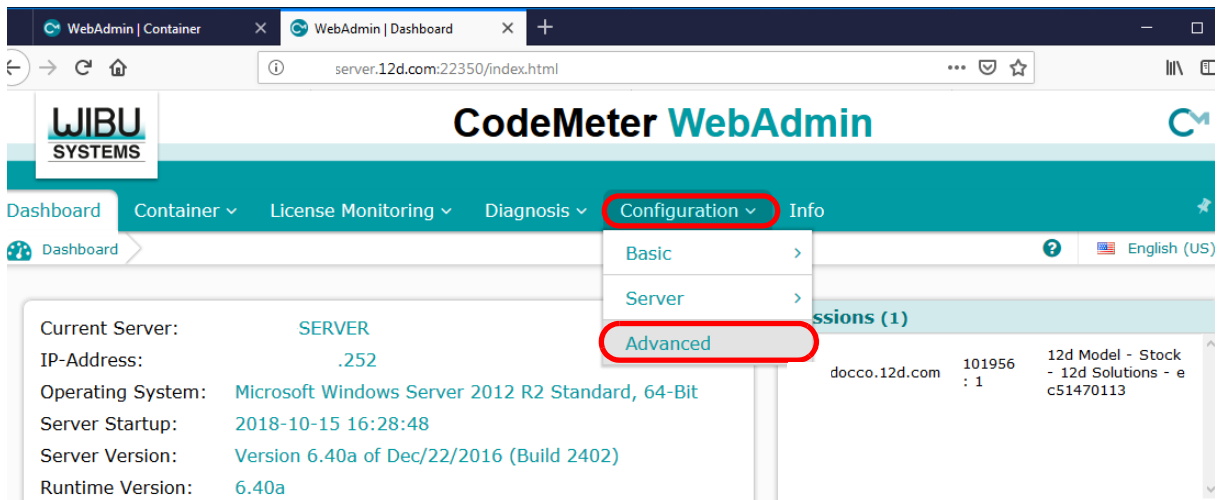 WebAdmin | Container
WebAdmin | Dashboard
server.12d.com:22350/index.html
WIBU
SYSTEMS
CodeMeter WebAdmin
Dashboard Container License Monitoring Diagnosis Configuration Info
Dashboard
English (US)
Basic
Server
Advanced
Current Server: SERVER
IP-Address: .252
Operating System: Microsoft Windows Server 2012 R2 Standard, 64-Bit
Server Startup: 2018-10-15 16:28:48
Server Version: Version 6.40a of Dec/22/2016 (Build 2402)
Runtime Version: 6.40a
ssions (1)
docco.12d.com
101956
: 1
12d Model - Stock
- 12d Solutions - e
c51470113